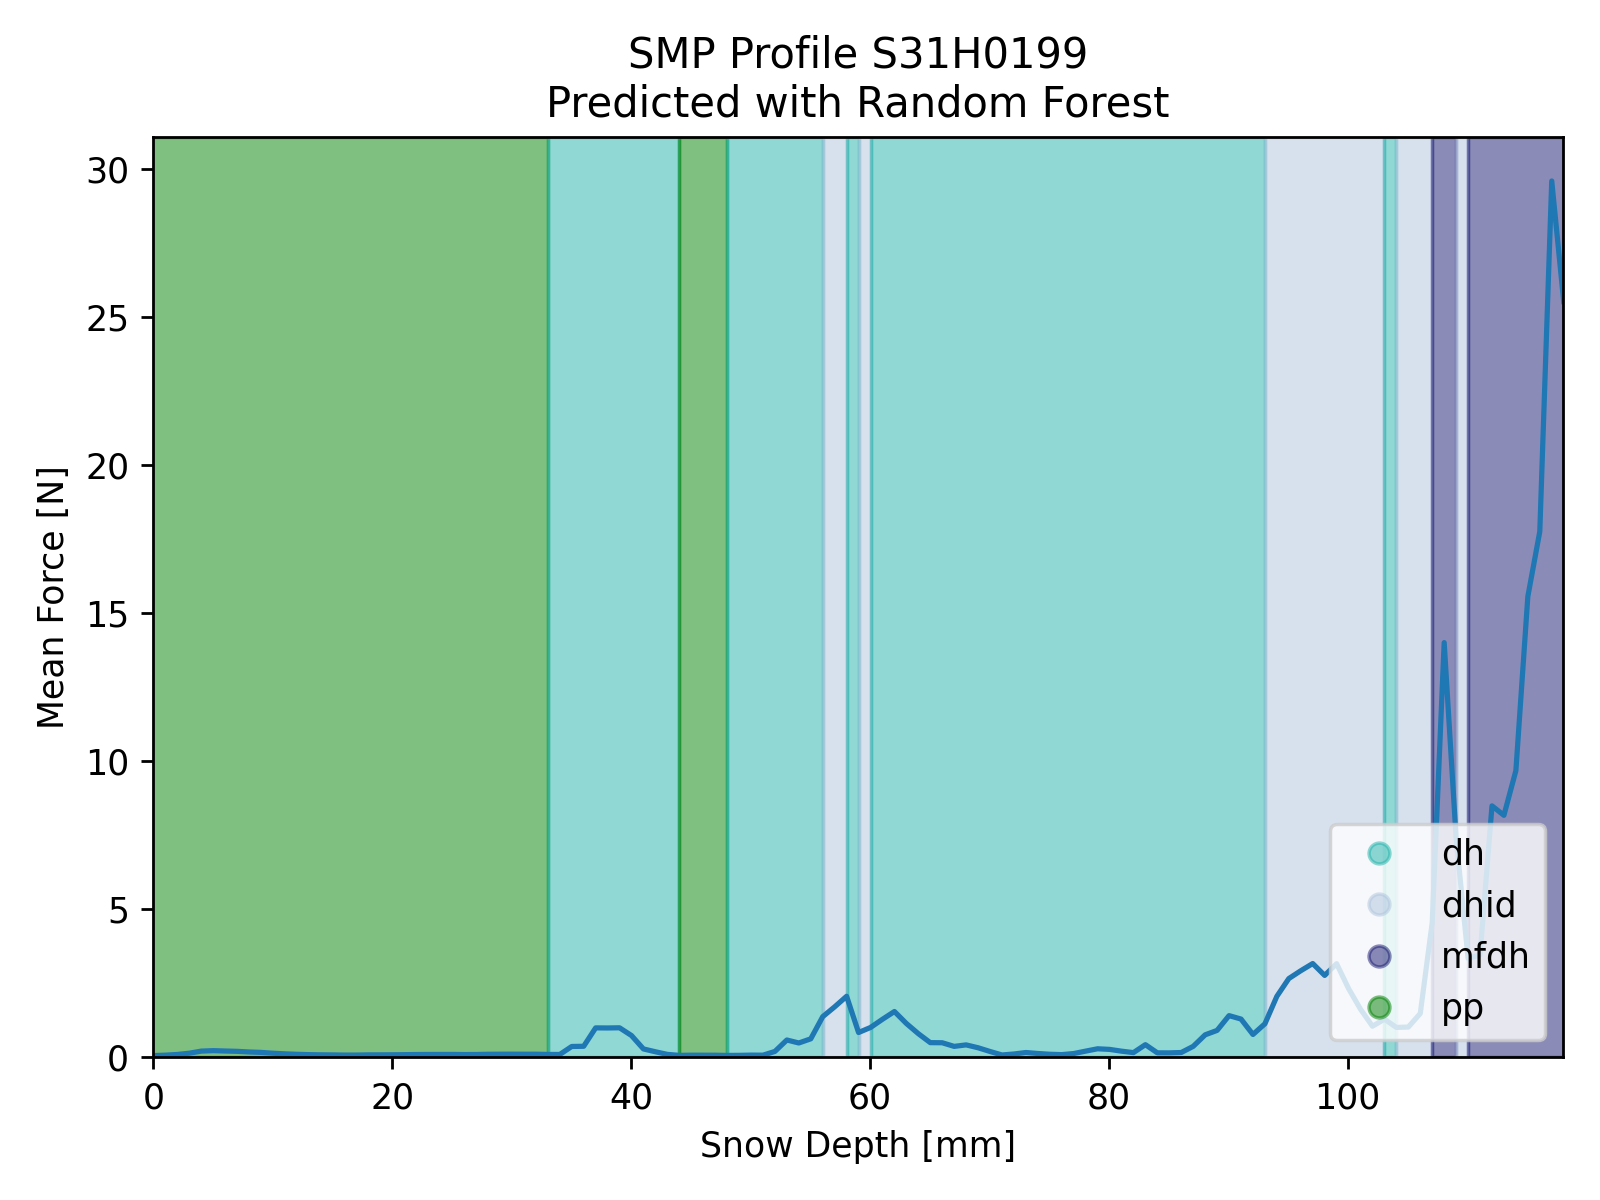 SMP Profile S31H0199
Predicted with Random Forest
30
25
20
15
10
5
0
Mean Force [N]
0 20 40 60 80 100
Snow Depth [mm]
dh
dhid
mfdh
pp